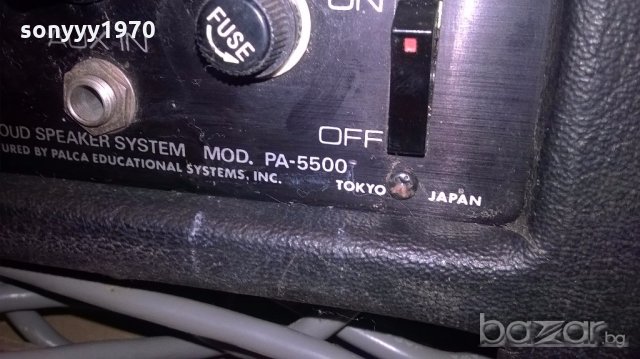 sonyyy1970
ON
AUX IN
FUSE
OFF
OUD SPEAKER SYSTEM MOD. PA-5500
TURED BY PALCA EDUCATIONAL SYSTEMS, INC. TOKYO JAPAN
bazar.bg